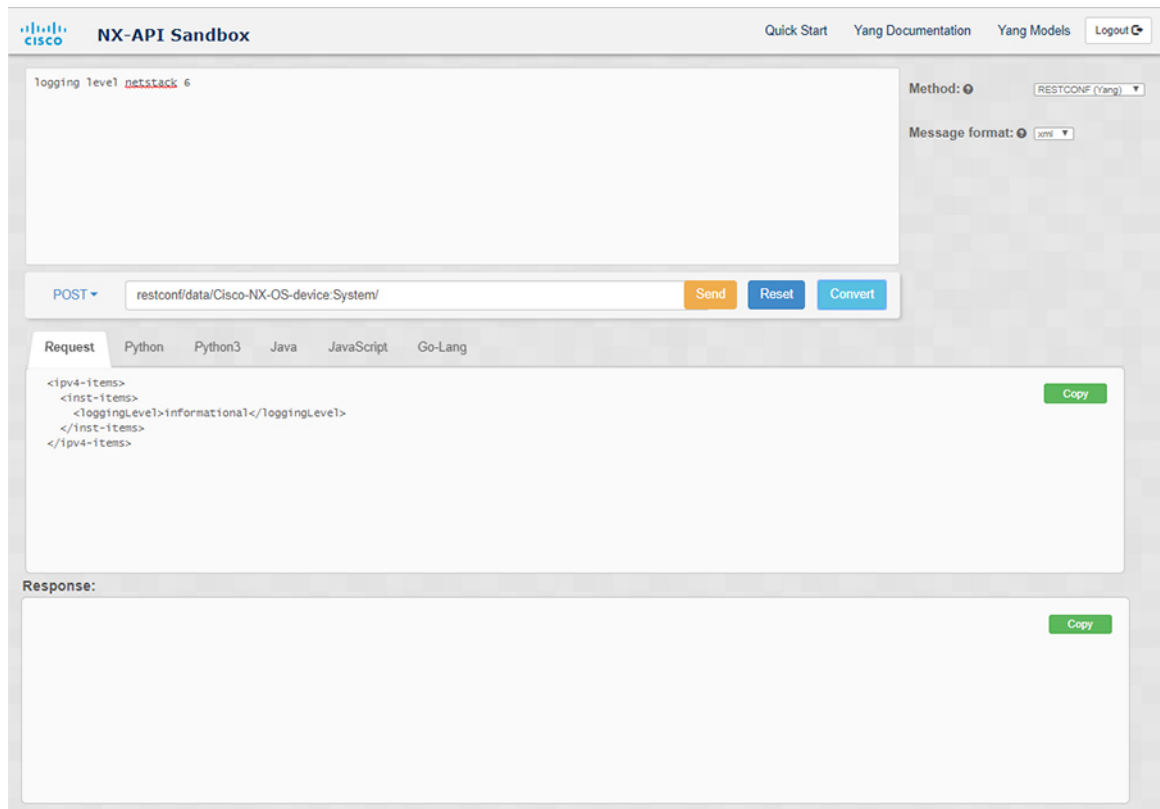 CISCO
NX-API Sandbox
Quick Start
Yang Documentation
Yang Models
Logout
logging level netstack 6
Method:
RESTCONF (Yang)
Message format:
xml
POST
restconf/data/Cisco-NX-OS-device:System/
Send
Reset
Convert
Request
Python
Python3
Java
JavaScript
Go-Lang
<ipv4-items>
<inst-items>
<loggingLevel>informational</loggingLevel>
</inst-items>
</ipv4-items>
Copy
Response:
Copy